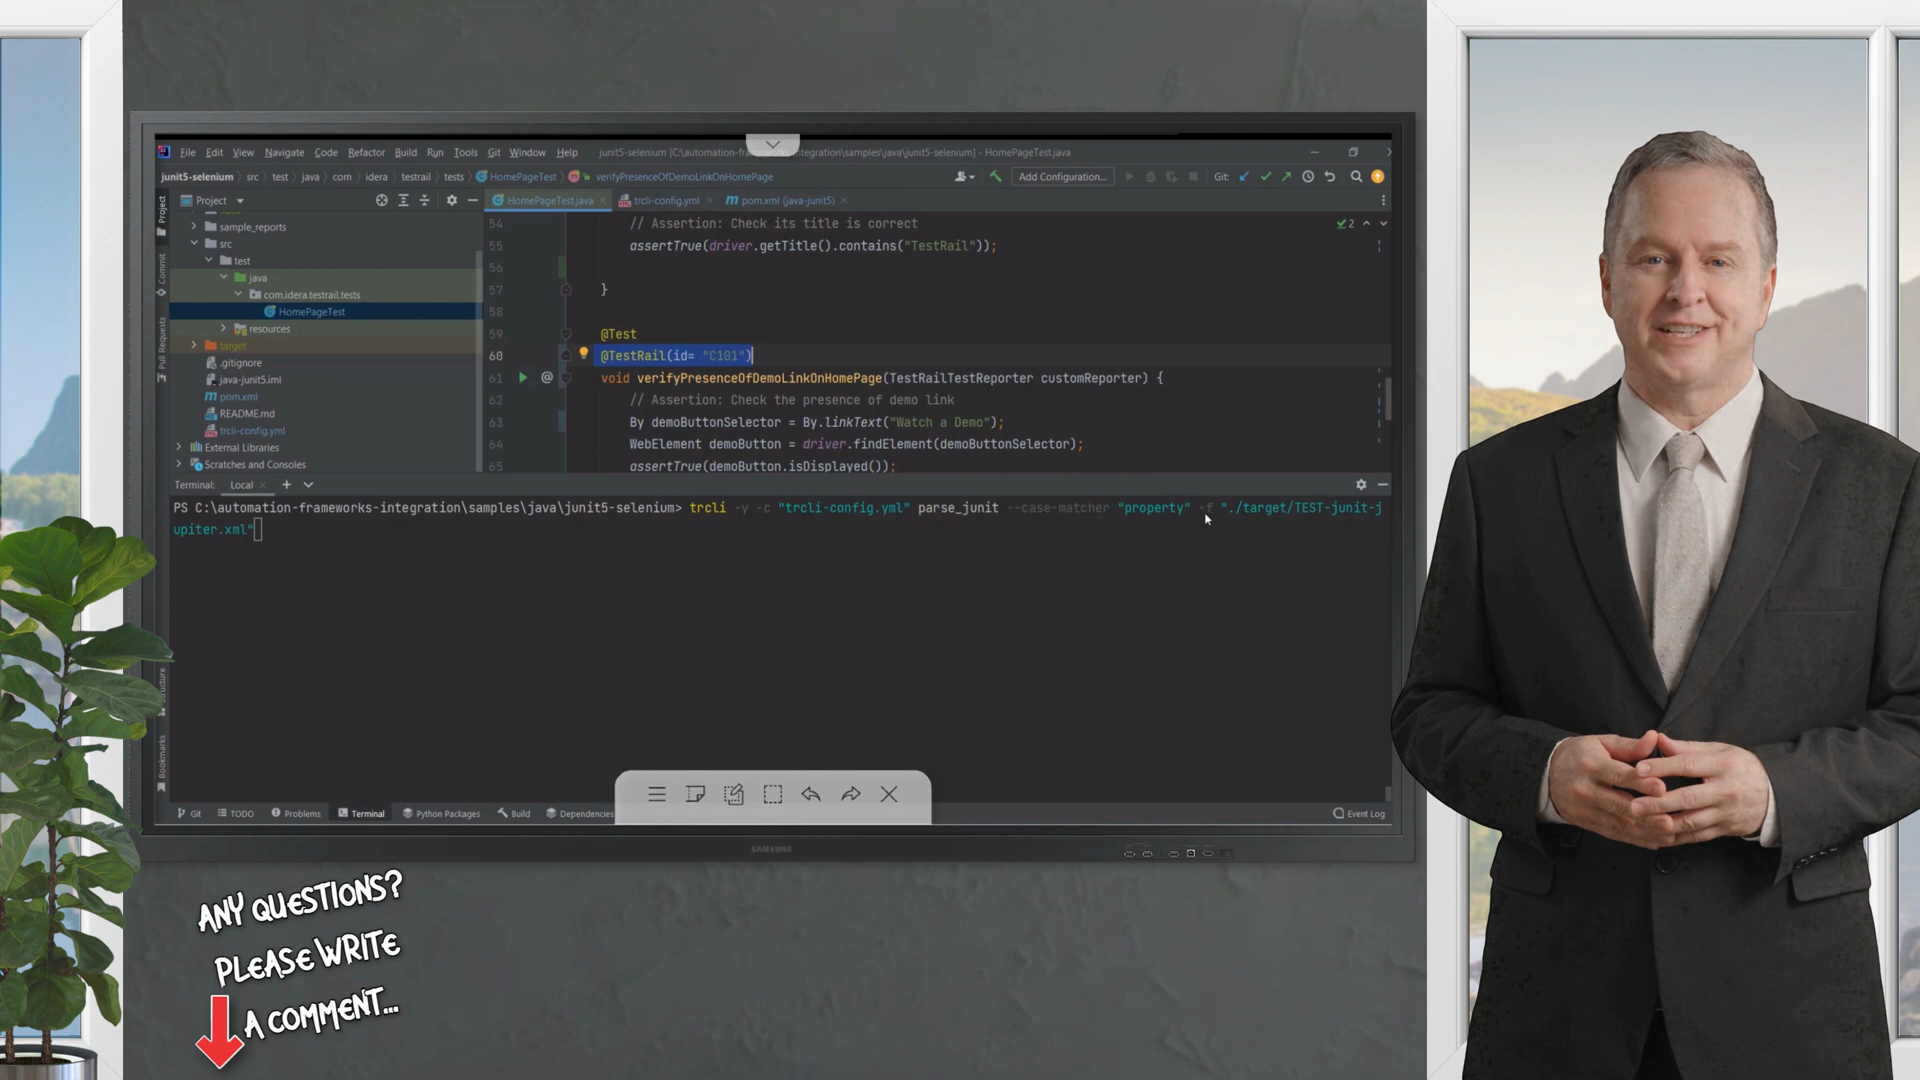 File Edit View Navigate Code Refactor Build Run Tools Git Window Help junit5-selenium [C:\automation-fra integration\samples\java\junit5-selenium] - HomePageTest.java
junit5-selenium src test java com idera testrail tests HomePageTest verifyPresenceOfDemoLinkOnHomePage Add Configuration... Git:
Project HomePageTest.java trcli-config.yml pom.xml (java-junit5)
Project
Commit
Pull Requests
Bookmarks
sample_reports
src
test
java
com.idera.testrail.tests
HomePageTest
resources
target
.gitignore
java-junit5.iml
pom.xml
README.md
trcli-config.yml
External Libraries
Scratches and Consoles
2
54 // Assertion: Check its title is correct
55 assertTrue(driver.getTitle().contains("TestRail"));
56
57 }
58
59 @Test
60 @TestRail(id= "C101")
61 @ void verifyPresenceOfDemoLinkOnHomePage(TestRailTestReporter customReporter) {
62 // Assertion: Check the presence of demo link
63 By demoButtonSelector = By.linkText("Watch a Demo");
64 WebElement demoButton = driver.findElement(demoButtonSelector);
65 assertTrue(demoButton.isDisplayed());
Terminal: Local
PS C:\automation-frameworks-integration\samples\java\junit5-selenium> trcli -y -c "trcli-config.yml" parse_junit --case-matcher "property" -f "./target/TEST-junit-j
upiter.xml"
Git TODO Problems Terminal Python Packages Build Dependencies Event Log
SAMSUNG
ANY QUESTIONS?
PLEASE WRITE
A COMMENT...